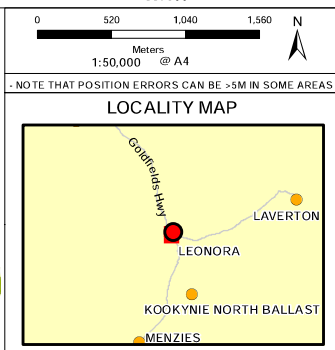 0 520 1,040 1,560 N
Meters
1:50,000 @ A4
- NOTE THAT POSITION ERRORS CAN BE >5M IN SOME AREAS
LOCALITY MAP
Goldfields Hwy
LAVERTON
LEONORA
KOOKYNIE NORTH BALLAST
MENZIES